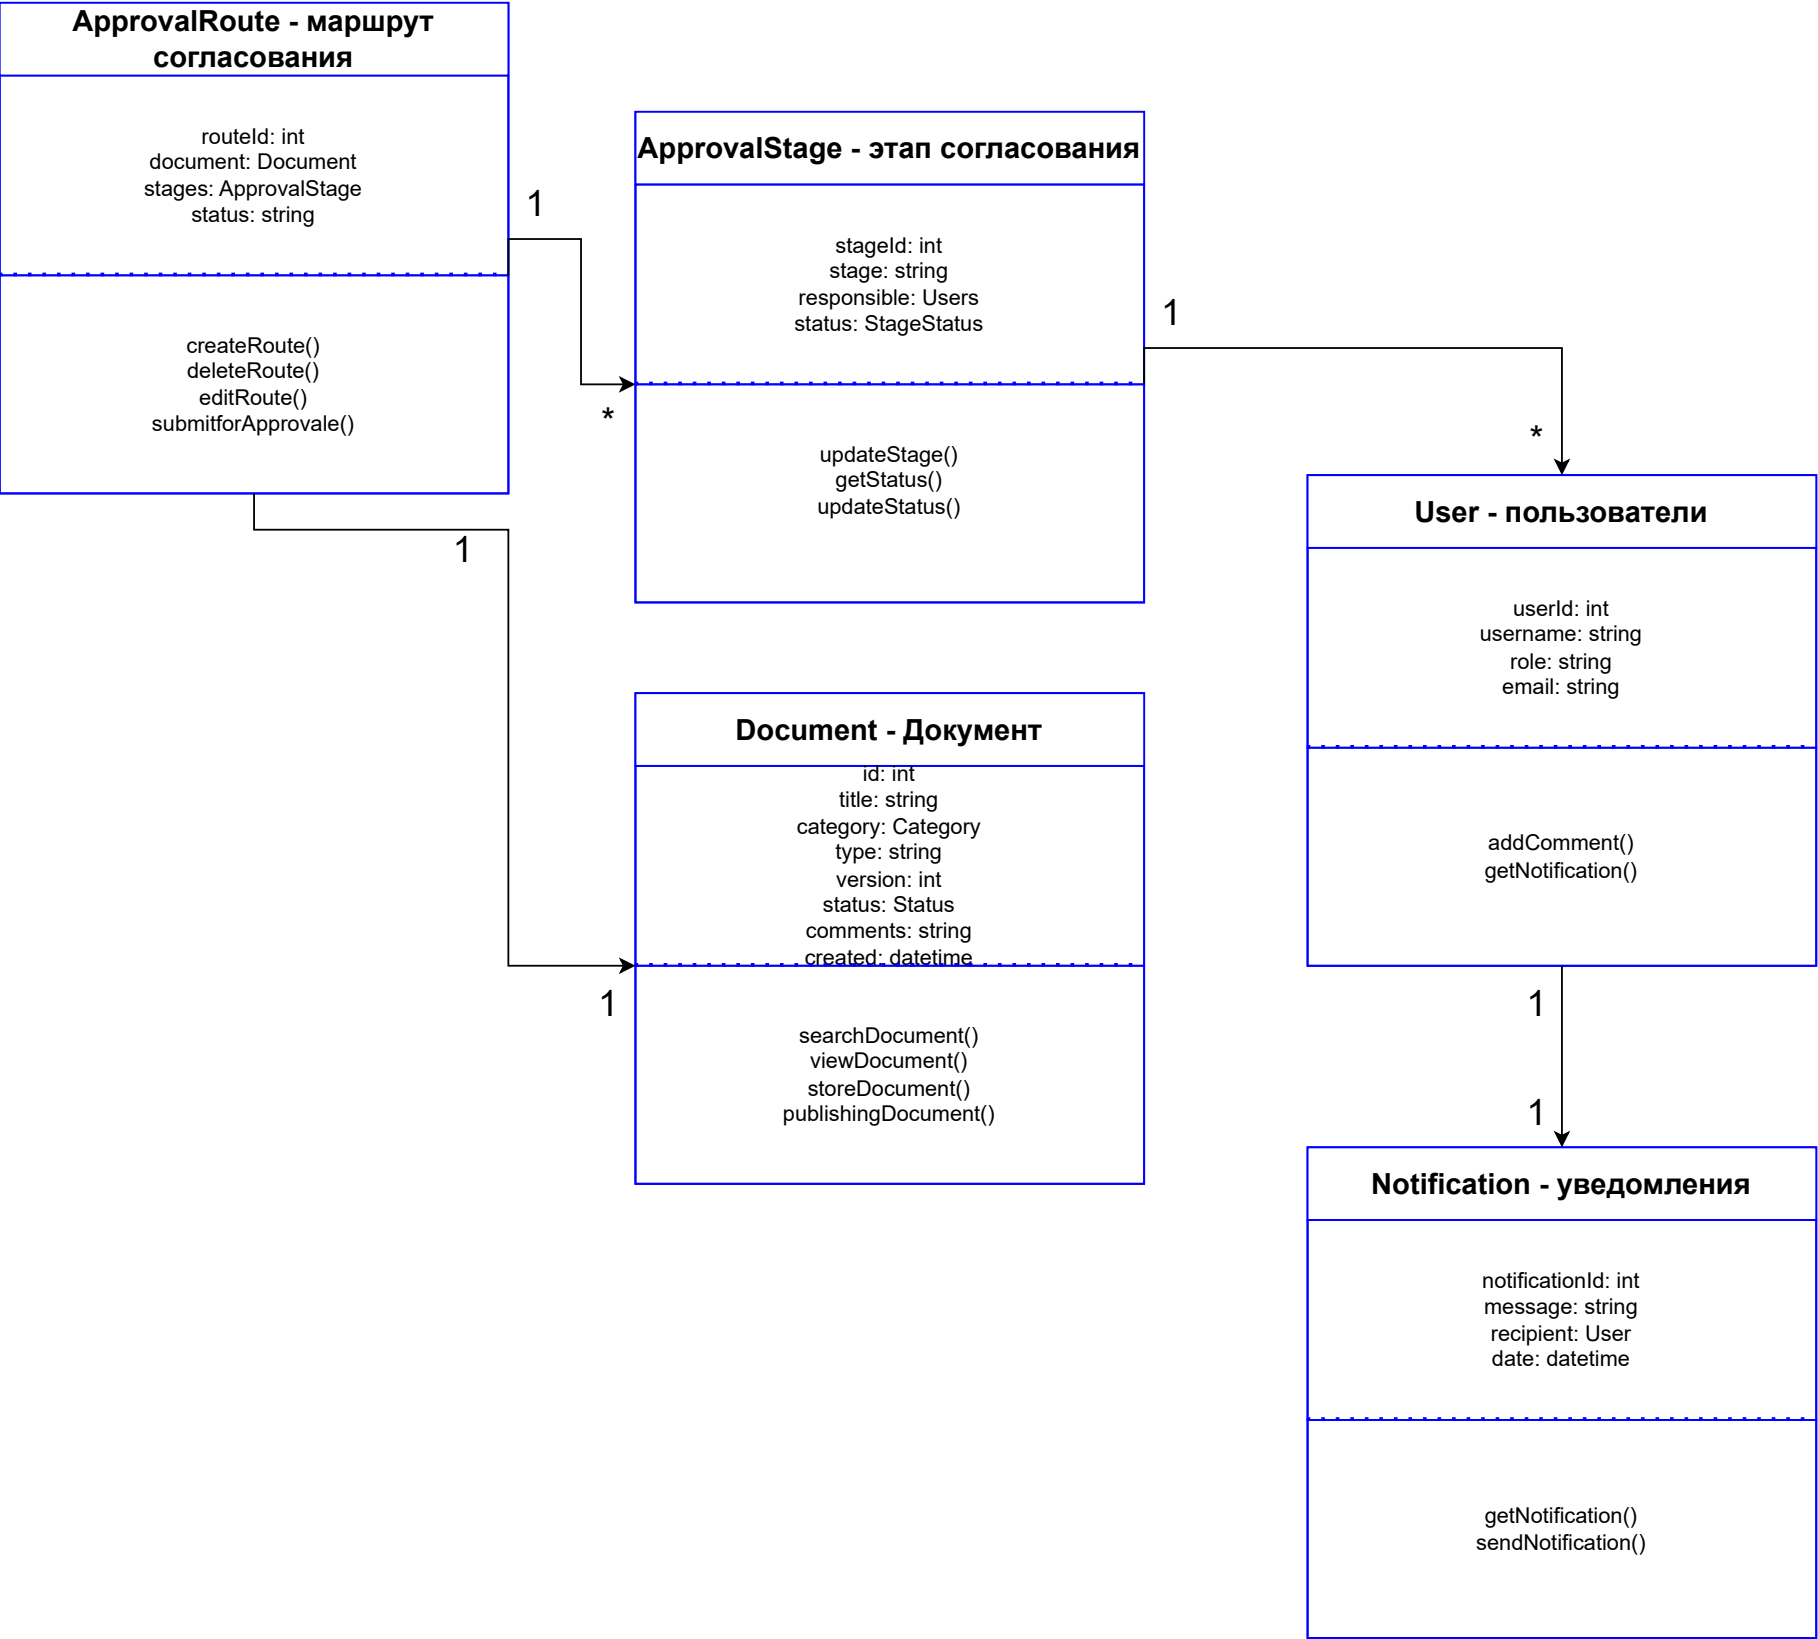 ApprovalRoute - маршрут
согласования
routeId: int
document: Document
stages: ApprovalStage
status: string
createRoute()
deleteRoute()
editRoute()
submitforApprovale()
1
*
1
1
ApprovalStage - этап согласования
stageId: int
stage: string
responsible: Users
status: StageStatus
updateStage()
getStatus()
updateStatus()
1
*
Document - Документ
id: int
title: string
category: Category
type: string
version: int
status: Status
comments: string
created: datetime
searchDocument()
viewDocument()
storeDocument()
publishingDocument()
User - пользователи
userId: int
username: string
role: string
email: string
addComment()
getNotification()
1
1
Notification - уведомления
notificationId: int
message: string
recipient: User
date: datetime
getNotification()
sendNotification()